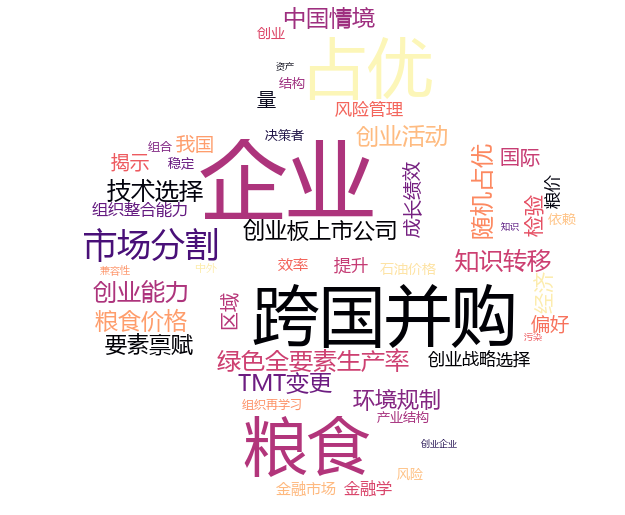 中国情境
创业
占优
资产
结构
量
风险管理
决策者
创业活动
组合
我国
国际
揭示
稳定
企业
随机占优
成长绩效
技术选择
粮价
组织整合能力
检验
依赖
知识
创业板上市公司
市场分割
知识转移
效率
提升
石油价格
兼容性
中外
创业能力
经济
区域
跨国并购
粮食价格
偏好
污染
要素禀赋
绿色全要素生产率
创业战略选择
TMT变更
环境规制
组织再学习
产业结构
粮食
创业企业
风险
金融市场
金融学